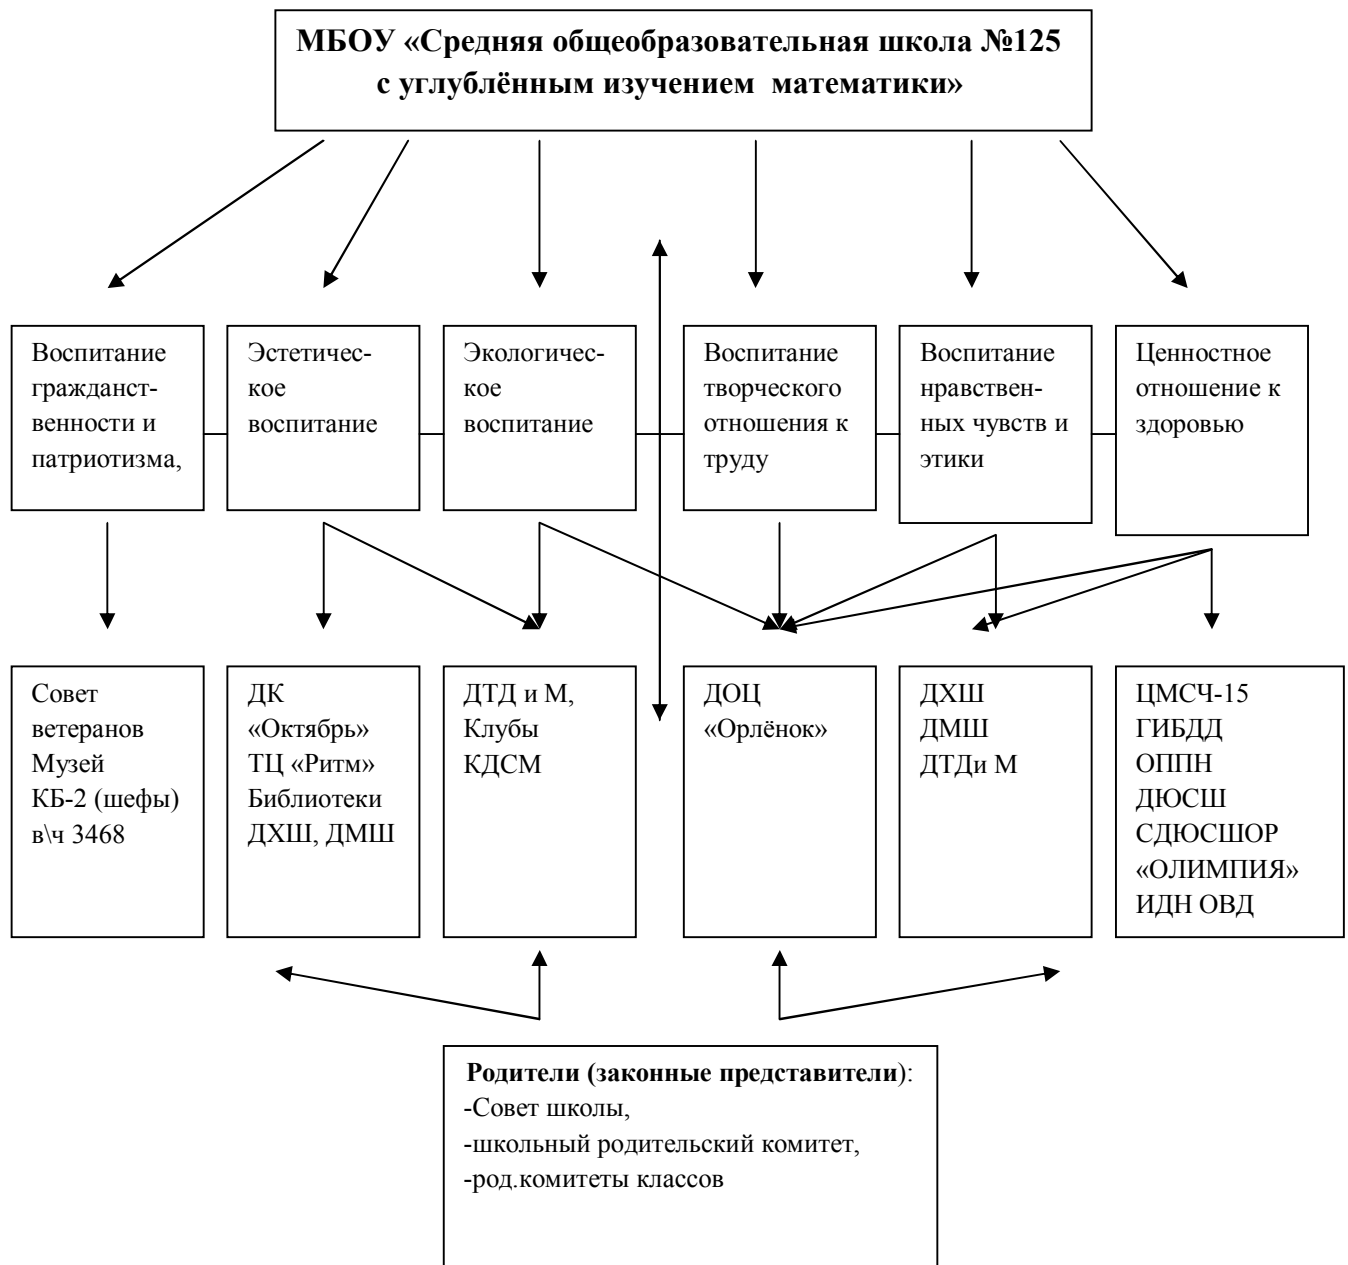 МБОУ «Средняя общеобразовательная школа №125
с углублённым изучением математики»
Воспитание
гражданст-
венности и
патриотизма,
Эстетичес-
кое
воспитание
Экологичес-
кое
воспитание
Воспитание
творческого
отношения к
труду
Воспитание
нравствен-
ных чувств и
этики
Ценностное
отношение к
здоровью
Совет
ветеранов
Музей
КБ-2 (шефы)
в\ч 3468
ДК
«Октябрь»
ТЦ «Ритм»
Библиотеки
ДХШ, ДМШ
ДТД и М,
Клубы
КДСМ
ДОЦ
«Орлёнок»
ДХШ
ДМШ
ДТДи М
ЦМСЧ-15
ГИБДД
ОППН
ДЮСШ
СДЮСШОР
«ОЛИМПИЯ»
ИДН ОВД
Родители (законные представители):
-Совет школы,
-школьный родительский комитет,
-род.комитеты классов